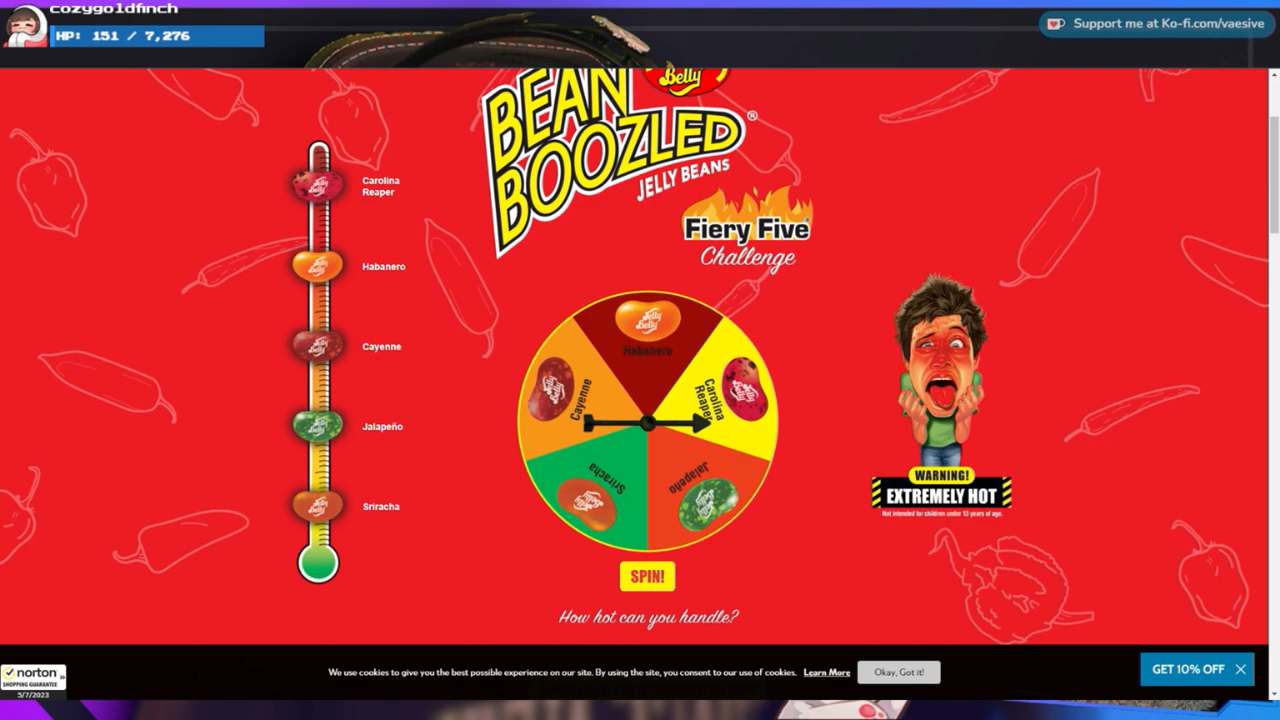 cozygoldfinch
HP: 151 / 7,276
Support me at Ko-fi.com/vaesive
Belly
BEAN
BOOZLED®
JELLY BEANS
Fiery Five
Challenge
Carolina
Reaper
Habanero
Cayenne
Jalapeño
Sriracha
Jelly Belly
Habanero
Cayenne
Carolina
Reaper
Sriracha
Jalapeño
SPIN!
How hot can you handle?
WARNING!
EXTREMELY HOT
Not intended for children under 13 years of age.
norton
SHOPPING GUARANTEE
5/7/2023
We use cookies to give you the best possible experience on our site. By using the site, you consent to our use of cookies. Learn More
Okay, Got it!
GET 10% OFF